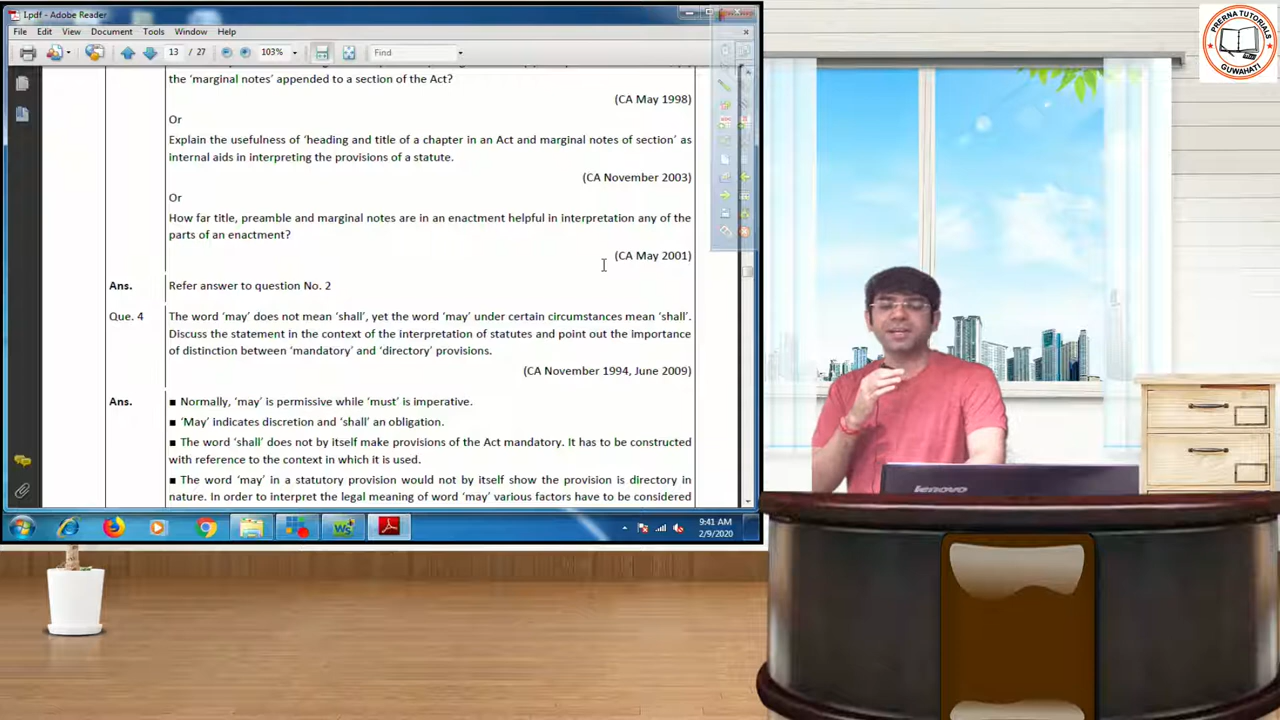 I.pdf - Adobe Reader
File Edit View Document Tools Window Help
13 / 27 103% Find
the 'marginal notes' appended to a section of the Act?
(CA May 1998)
Or
Explain the usefulness of 'heading and title of a chapter in an Act and marginal notes of section' as
internal aids in interpreting the provisions of a statute.
(CA November 2003)
Or
How far title, preamble and marginal notes are in an enactment helpful in interpretation any of the
parts of an enactment?
(CA May 2001)
Ans. Refer answer to question No. 2
Que. 4 The word 'may' does not mean 'shall', yet the word 'may' under certain circumstances mean 'shall'.
Discuss the statement in the context of the interpretation of statutes and point out the importance
of distinction between 'mandatory' and 'directory' provisions.
(CA November 1994, June 2009)
Ans. ■ Normally, 'may' is permissive while 'must' is imperative.
■ 'May' indicates discretion and 'shall' an obligation.
■ The word 'shall' does not by itself make provisions of the Act mandatory. It has to be constructed
with reference to the context in which it is used.
■ The word 'may' in a statutory provision would not by itself show the provision is directory in
nature. In order to interpret the legal meaning of word 'may' various factors have to be considered
9:41 AM
2/9/2020
PRERNA TUTORIALS
GUWAHATI
lenovo